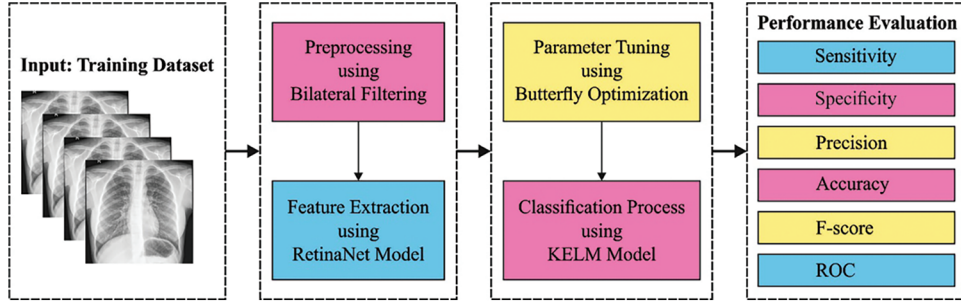 Input: Training Dataset
Preprocessing
using
Bilateral Filtering
Feature Extraction
using
RetinaNet Model
Parameter Tuning
using
Butterfly Optimization
Classification Process
using
KELM Model
Performance Evaluation
Sensitivity
Specificity
Precision
Accuracy
F-score
ROC